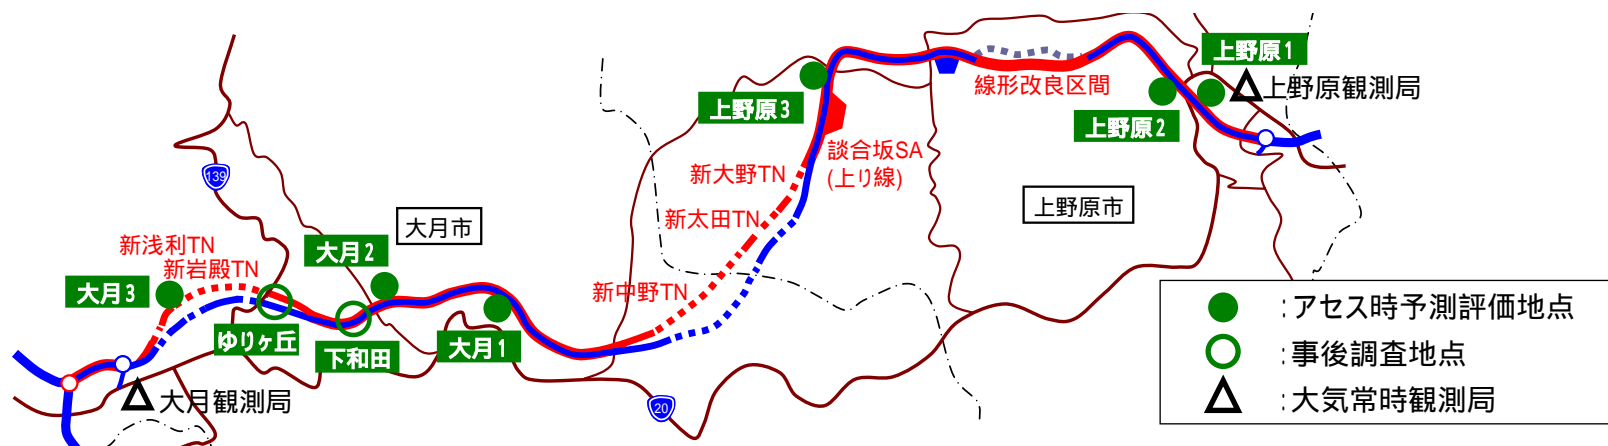 上野原1
上野原観測局
線形改良区間
上野原3
上野原2
談合坂SA
(上り線)
新大野TN
139
上野原市
新太田TN
大月市
新浅利TN
大月2
新岩殿TN
大月3
新中野TN
：アセス時予測評価地点
ゆりヶ丘
大月1
下和田
：事後調査地点
大月観測局
20
：大気常時観測局